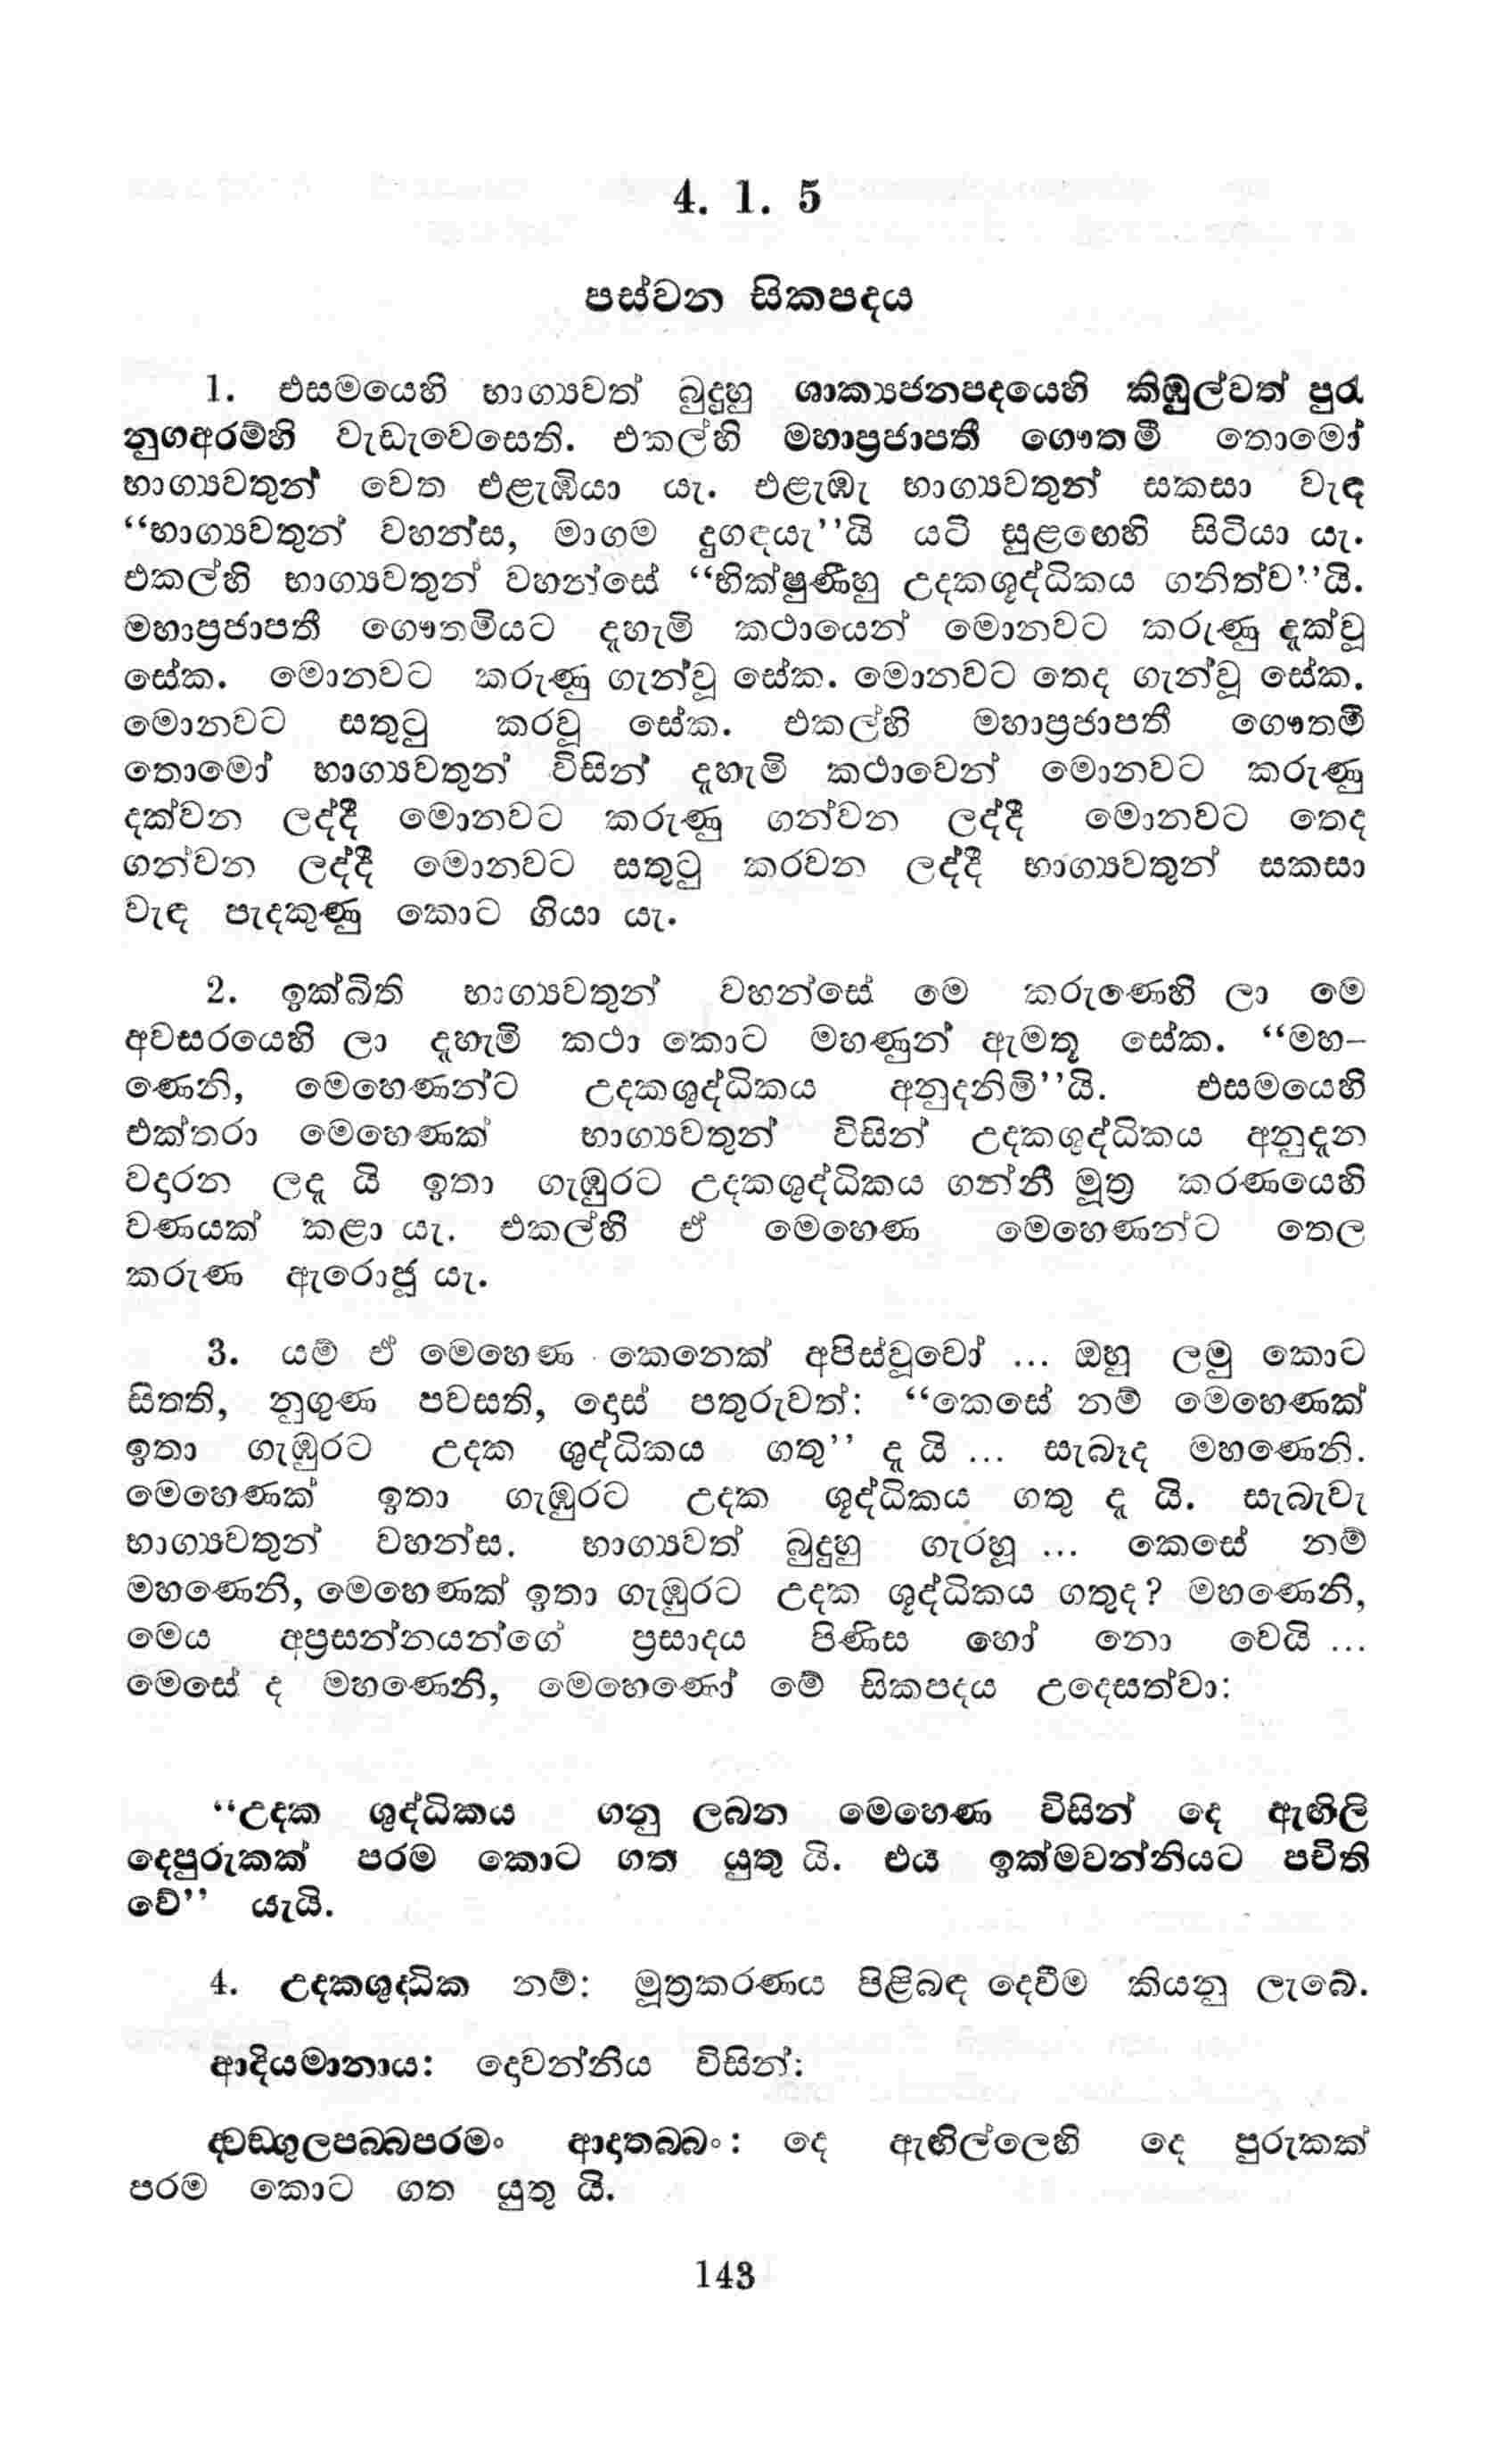 4. 1. 5
පස්වන සිකපදය
1. එසමයෙහි භාග්‍යවත් බුදුහු ශාක්‍යජනපදයෙහි කිඹුල්වත් පුර
නුගඅරම්හි වැඩැවෙසෙති. එකල්හි මහාප්‍රජාපතී ගෞතමී තොමෝ
භාග්‍යවතුන් වෙත එළැඹියා යැ. එළැඹැ භාග්‍යවතුන් සකසා වැඳ
“භාග්‍යවතුන් වහන්ස, මාගම දුගඳයැ”යි යටි සුළඟෙහි සිටියා යැ.
එකල්හි භාග්‍යවතුන් වහන්සේ “භික්ෂුණීහු උදකශුද්ධිකය ගනිත්ව”යි.
මහාප්‍රජාපතී ගෞතමියට දැහැමි කථායෙන් මොනවට කරුණු දැක්වූ
සේක. මොනවට කරුණු ගැන්වූ සේක. මොනවට තෙද ගැන්වූ සේක.
මොනවට සතුටු කරවූ සේක. එකල්හි මහාප්‍රජාපතී ගෞතමී
තොමෝ භාග්‍යවතුන් විසින් දැහැමි කථාවෙන් මොනවට කරුණු
දක්වන ලද්දී මොනවට කරුණු ගන්වන ලද්දී මොනවට තෙද
ගන්වන ලද්දී මොනවට සතුටු කරවන ලද්දී භාග්‍යවතුන් සකසා
වැඳ පැදකුණු කොට ගියා යැ.
2. ඉක්බිති භාග්‍යවතුන් වහන්සේ මෙ කරුණෙහි ලා මෙ
අවසරයෙහි ලා දැහැමි කථා කොට මහණුන් ඇමතූ සේක. “මහ–
ණෙනි, මෙහෙණන්ට උදකශුද්ධිකය අනුදනිමි”යි. එසමයෙහි
එක්තරා මෙහෙණක් භාග්‍යවතුන් විසින් උදකශුද්ධිකය අනුදැන
වදාරන ලදැ යි ඉතා ගැඹුරට උදකශුද්ධිකය ගන්නී මූත්‍ර කරණයෙහි
වණයක් කළා යැ. එකල්හි ඒ මෙහෙණ මෙහෙණන්ට තෙල
කරුණ ඇරොජූ යැ.
3. යම් ඒ මෙහෙණ කෙනෙක් අපිස්වූවෝ ... ඔහු ලමු කොට
සිතති, නුගුණ පවසති, දොස් පතුරුවත්: “කෙසේ නම් මෙහෙණක්
ඉතා ගැඹුරට උදක ශුද්ධිකය ගතු” දැ යි ... සැබෑද මහණෙනි.
මෙහෙණක් ඉතා ගැඹුරට උදක ශුද්ධිකය ගතු දැ යි. සැබැවැ
භාග්‍යවතුන් වහන්ස. භාග්‍යවත් බුදුහු ගැරහූ ... කෙසේ නම්
මහණෙනි, මෙහෙණක් ඉතා ගැඹුරට උදක ශුද්ධිකය ගතුද? මහණෙනි,
මෙය අප්‍රසන්නයන්ගේ ප්‍රසාදය පිණිස හෝ නො වෙයි ...
මෙසේ ද මහණෙනි, මෙහෙණෝ මේ සිකපදය උදෙසත්වා:
“උදක ශුද්ධිකය ගනු ලබන මෙහෙණ විසින් දෙ ඇඟිලි
දෙපුරුකක් පරම කොට ගත යුතු යි. එය ඉක්මවන්නියට පචිති
වේ” යැයි.
4. උදකශුද්ධික නම්: මූත්‍රකරණය පිළිබඳ දෙවීම කියනු ලැබේ.
ආදියමානාය: දොවන්නිය විසින්:
ද්වඞ්ගුලපබ්බපරමං ආදාතබ්බං: දෙ ඇඟිල්ලෙහි දෙ පුරුකක්
පරම කොට ගත යුතු යි.
143